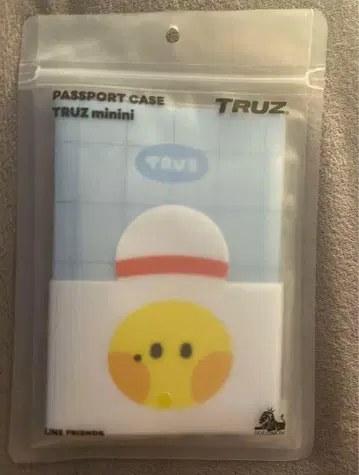 PASSPORT CASE
TRUZ minini
TRUZ
TRUZ
LINE FRIENDS